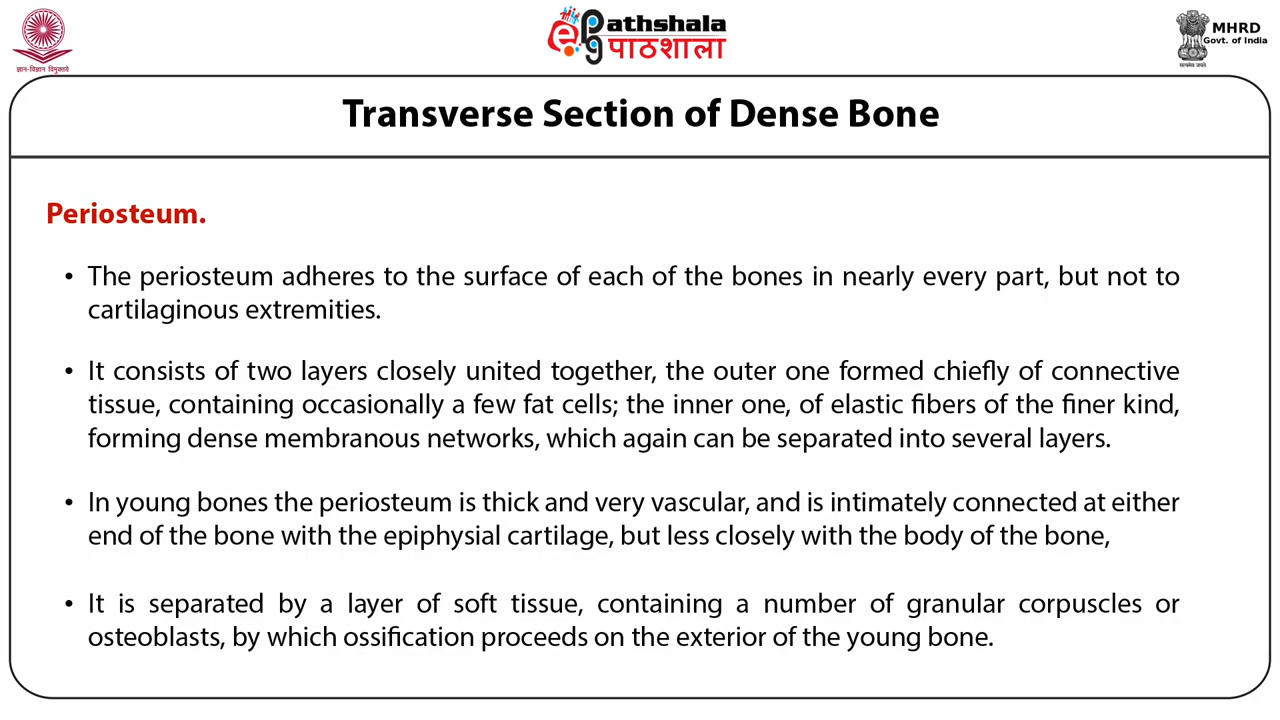 ज्ञान-विज्ञान विमुक्तये
ePathshala
पाठशाला
सत्यमेव जयते
MHRD
Govt. of India
Transverse Section of Dense Bone
Periosteum.
• The periosteum adheres to the surface of each of the bones in nearly every part, but not to
cartilaginous extremities.
• It consists of two layers closely united together, the outer one formed chiefly of connective
tissue, containing occasionally a few fat cells; the inner one, of elastic fibers of the finer kind,
forming dense membranous networks, which again can be separated into several layers.
• In young bones the periosteum is thick and very vascular, and is intimately connected at either
end of the bone with the epiphysial cartilage, but less closely with the body of the bone,
• It is separated by a layer of soft tissue, containing a number of granular corpuscles or
osteoblasts, by which ossification proceeds on the exterior of the young bone.